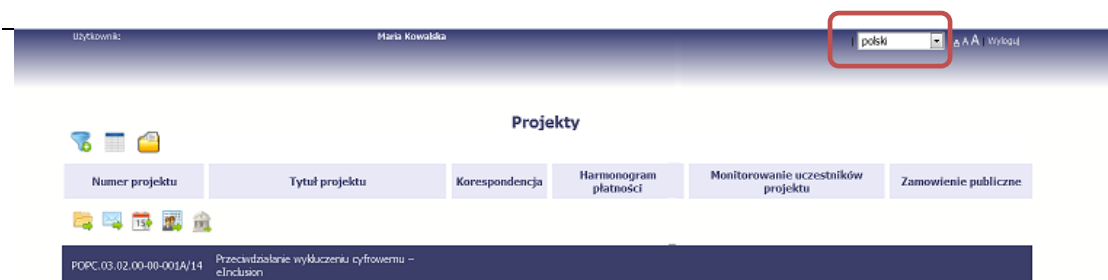 Użytkownik: Maria Kowalska | polski A A A | Wyloguj
Projekty
Numer projektu Tytuł projektu Korespondencja Harmonogram płatności Monitorowanie uczestników projektu Zamowienie publiczne
15
POPC.03.02.00-00-001A/14 Przeciwdziałanie wykluczeniu cyfrowemu –
eInclusion